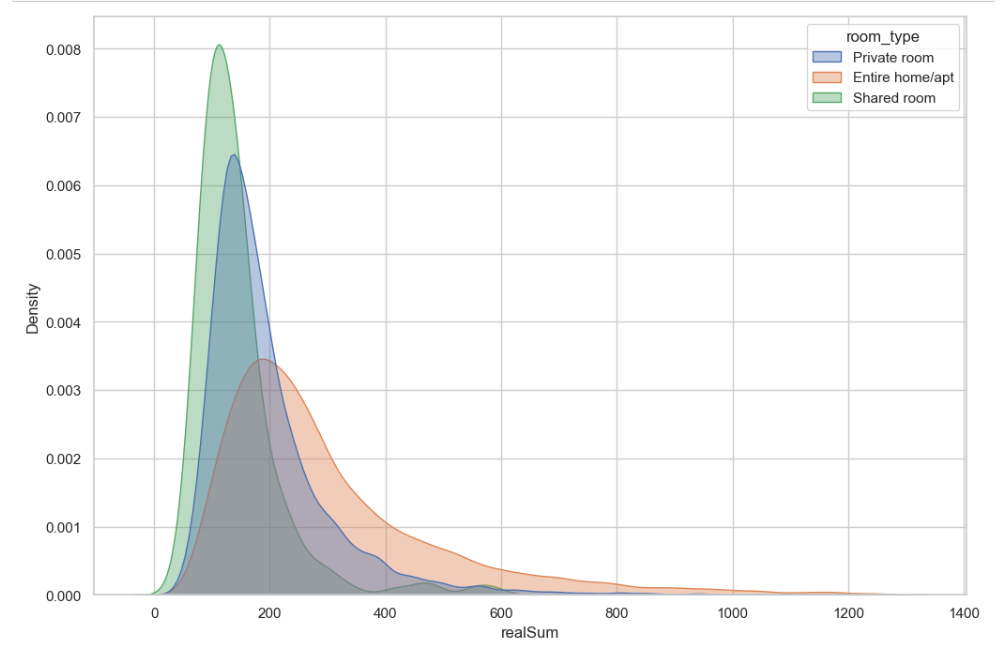 room_type
Private room
Entire home/apt
Shared room
0.008
0.007
0.006
0.005
0.004
0.003
0.002
0.001
0.000
Density
0 200 400 600 800 1000 1200 1400
realSum